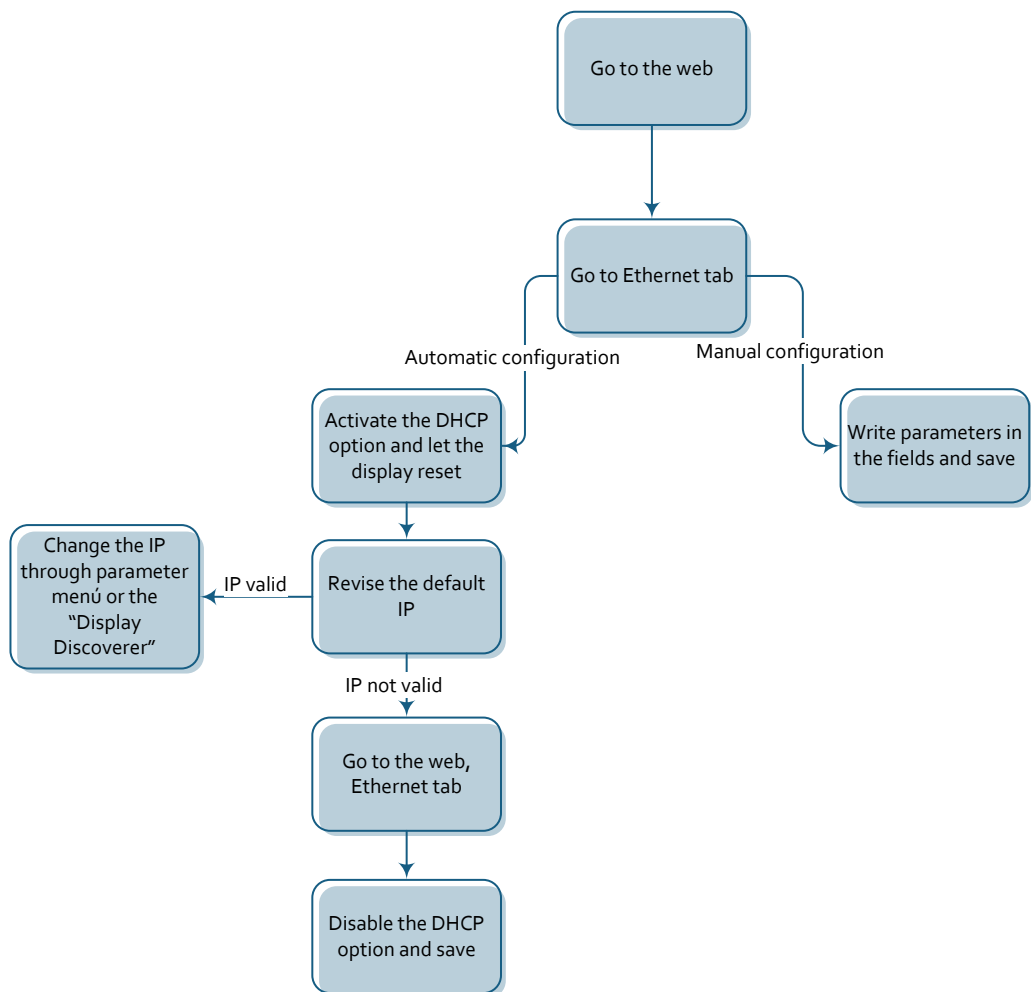 Go to the web
Go to Ethernet tab
Automatic configuration
Manual configuration
Activate the DHCP
option and let the
display reset
Write parameters in
the fields and save
Change the IP
through parameter
menú or the
“Display
Discoverer”
IP valid
Revise the default
IP
IP not valid
Go to the web,
Ethernet tab
Disable the DHCP
option and save